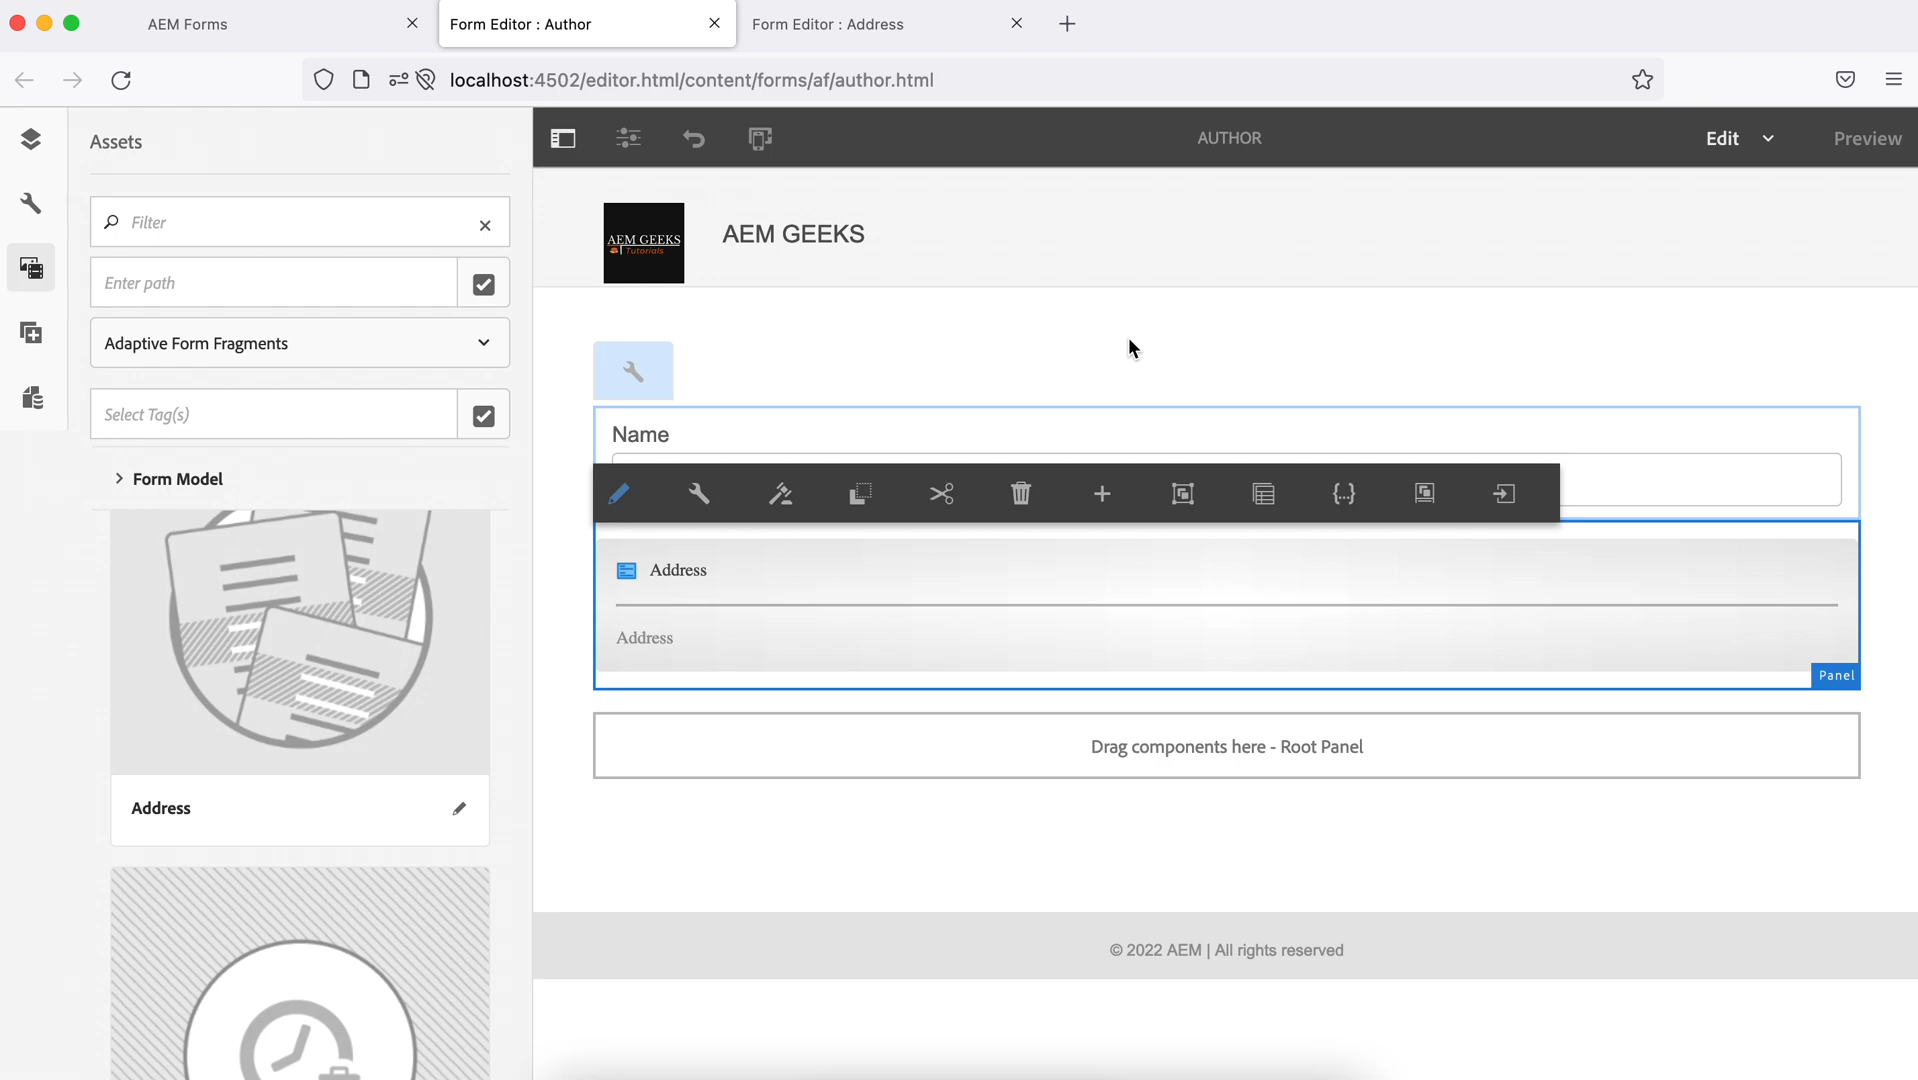 AEM Forms
Form Editor : Author
Form Editor : Address
localhost:4502/editor.html/content/forms/af/author.html
Assets
AUTHOR
Edit
Preview
Filter
AEM GEEKS
Tutorials
AEM GEEKS
Enter path
Adaptive Form Fragments
Select Tag(s)
Name
Form Model
Address
Address
Panel
Drag components here - Root Panel
Address
© 2022 AEM | All rights reserved